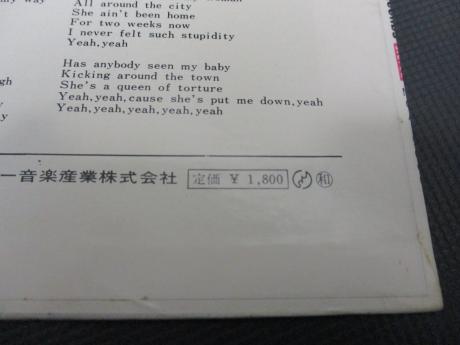 way
All around the city
She ain't been home
For two weeks now
I never felt such stupidity
Yeah, yeah
Has anybody seen my baby
Kicking around the town
She's a queen of torture
Yeah, yeah, cause she's put me down, yeah
Yeah, yeah, yeah, yeah, yeah
ー音楽産業株式会社 定価 ¥ 1,800 和